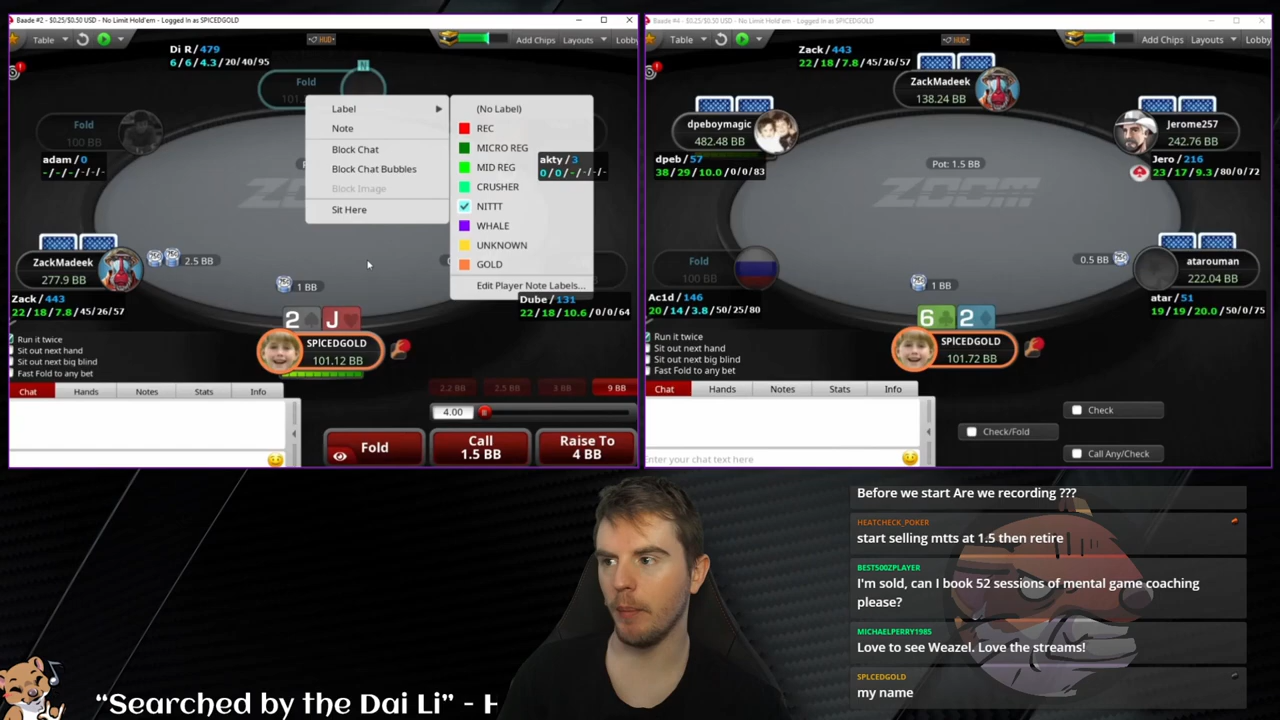 Baade #2 - $0.25/$0.50 USD - No Limit Hold'em - Logged In as SPICEDGOLD
Table
HUD
Add Chips
Layouts
Lobby
Di R / 479
6/6/4.3/20/40/95
N
Fold
Fold
100 BB
adam / 0
-/-/-/-/-/-
akty / 3
0/0/-/-/-/-
Label
Note
Block Chat
Block Chat Bubbles
Block Image
Sit Here
(No Label)
REC
MICRO REG
MID REG
CRUSHER
NITTT
WHALE
UNKNOWN
GOLD
Edit Player Note Labels...
ZackMadeek
277.9 BB
2.5 BB
1 BB
Zack / 443
22/18/7.8/45/26/57
Dube / 131
22/18/10.6/0/0/64
2 J
SPICEDGOLD
101.12 BB
Run it twice
Sit out next hand
Sit out next big blind
Fast Fold to any bet
Chat
Hands
Notes
Stats
Info
2.2 BB
2.5 BB
3 BB
9 BB
4.00
Fold
Call
1.5 BB
Raise To
4 BB
Baade #4 - $0.25/$0.50 USD - No Limit Hold'em - Logged In as SPICEDGOLD
Table
HUD
Add Chips
Layouts
Lobby
Zack / 443
22/18/7.8/45/26/57
ZackMadeek
138.24 BB
dpeboymagic
482.48 BB
dpeb / 57
38/29/10.0/0/0/83
Jerome257
242.76 BB
Jero / 216
23/17/9.3/80/0/72
Pot: 1.5 BB
ZOOM
Fold
100 BB
Ac1d / 146
20/14/3.8/50/25/80
0.5 BB
1 BB
atarouman
222.04 BB
atar / 51
19/19/20.0/50/0/75
6 2
SPICEDGOLD
101.72 BB
Run it twice
Sit out next hand
Sit out next big blind
Fast Fold to any bet
Chat
Hands
Notes
Stats
Info
Enter your chat text here
Check
Check/Fold
Call Any/Check
Before we start Are we recording ???
HEATCHECK_POKER
start selling mtts at 1.5 then retire
BEST500ZPLAYER
I'm sold, can I book 52 sessions of mental game coaching
please?
MICHAELPERRY1985
Love to see Weazel. Love the streams!
SPLCEDGOLD
my name
"Searched by the Dai Li" - H